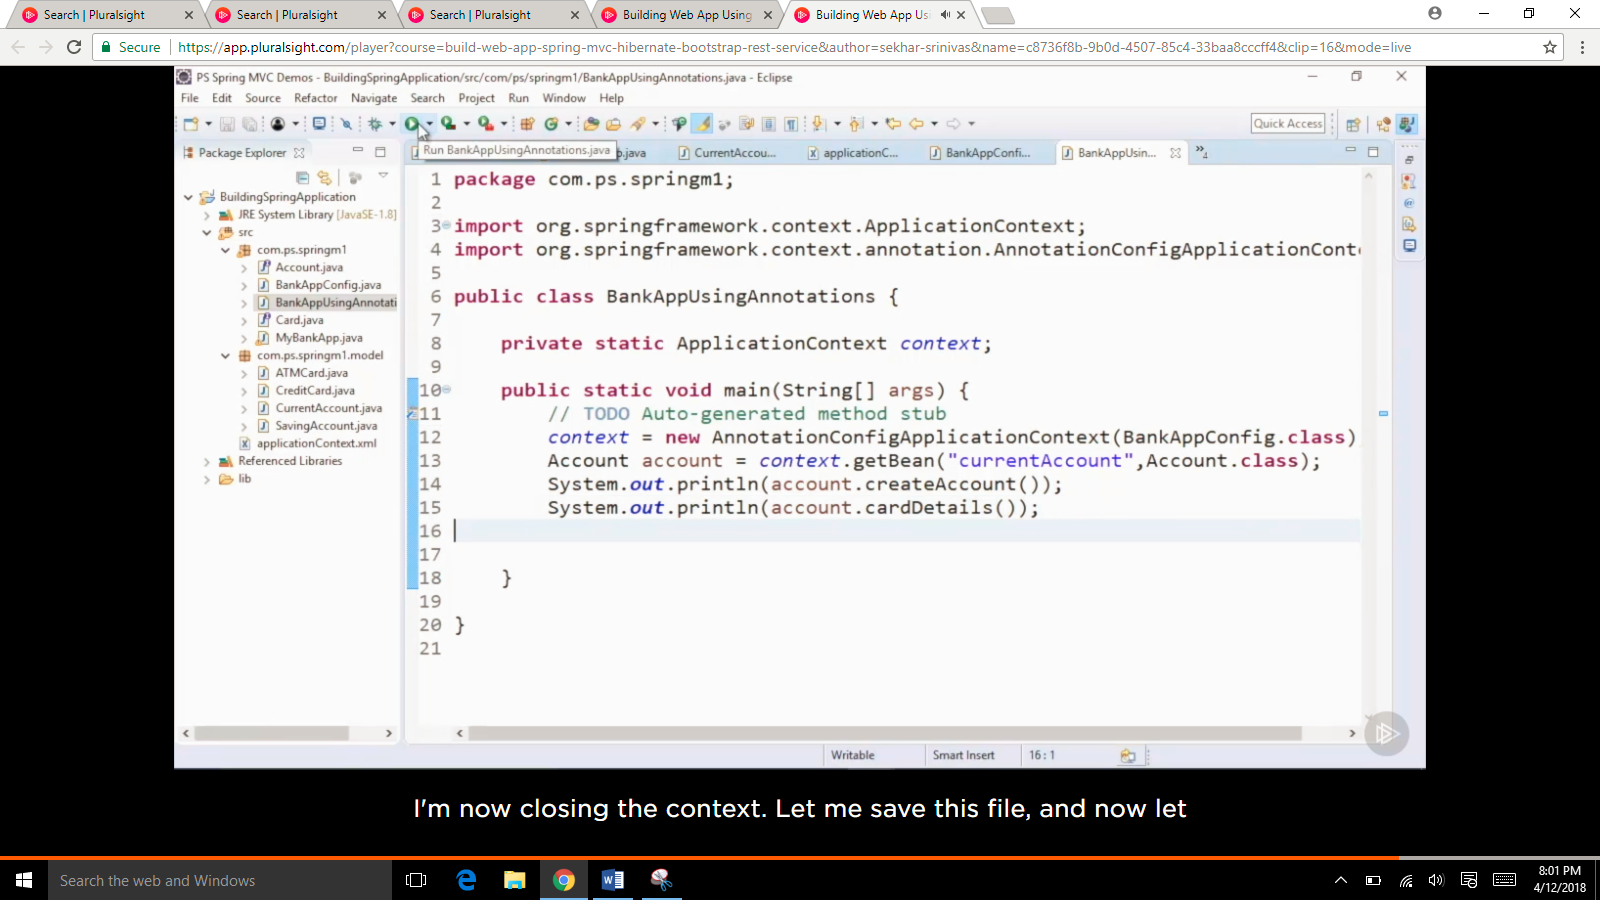 Search | Pluralsight
Search | Pluralsight
Search | Pluralsight
Building Web App Using
Building Web App Us
Secure
https://app.pluralsight.com/player?course=build-web-app-spring-mvc-hibernate-bootstrap-rest-service&author=sekhar-srinivas&name=c8736f8b-9b0d-4507-85c4-33baa8cccff4&clip=16&mode=live
PS Spring MVC Demos - BuildingSpringApplication/src/com/ps/springm1/BankAppUsingAnnotations.java - Eclipse
File Edit Source Refactor Navigate Search Project Run Window Help
Quick Access
Package Explorer
Run BankAppUsingAnnotations.java
p.java
CurrentAccou...
applicationC...
BankAppConfi...
BankAppUsin...
4
BuildingSpringApplication
JRE System Library [JavaSE-1.8]
src
com.ps.springm1
Account.java
BankAppConfig.java
BankAppUsingAnnotati
Card.java
MyBankApp.java
com.ps.springm1.model
ATMCard.java
CreditCard.java
CurrentAccount.java
SavingAccount.java
applicationContext.xml
Referenced Libraries
lib
1 package com.ps.springm1;
2
3 import org.springframework.context.ApplicationContext;
4 import org.springframework.context.annotation.AnnotationConfigApplicationConte
5
6 public class BankAppUsingAnnotations {
7
8 private static ApplicationContext context;
9
10 public static void main(String[] args) {
11 // TODO Auto-generated method stub
12 context = new AnnotationConfigApplicationContext(BankAppConfig.class)
13 Account account = context.getBean("currentAccount",Account.class);
14 System.out.println(account.createAccount());
15 System.out.println(account.cardDetails());
16
17
18 }
19
20 }
21
Writable
Smart Insert
16 : 1
I'm now closing the context. Let me save this file, and now let
Search the web and Windows
8:01 PM
4/12/2018